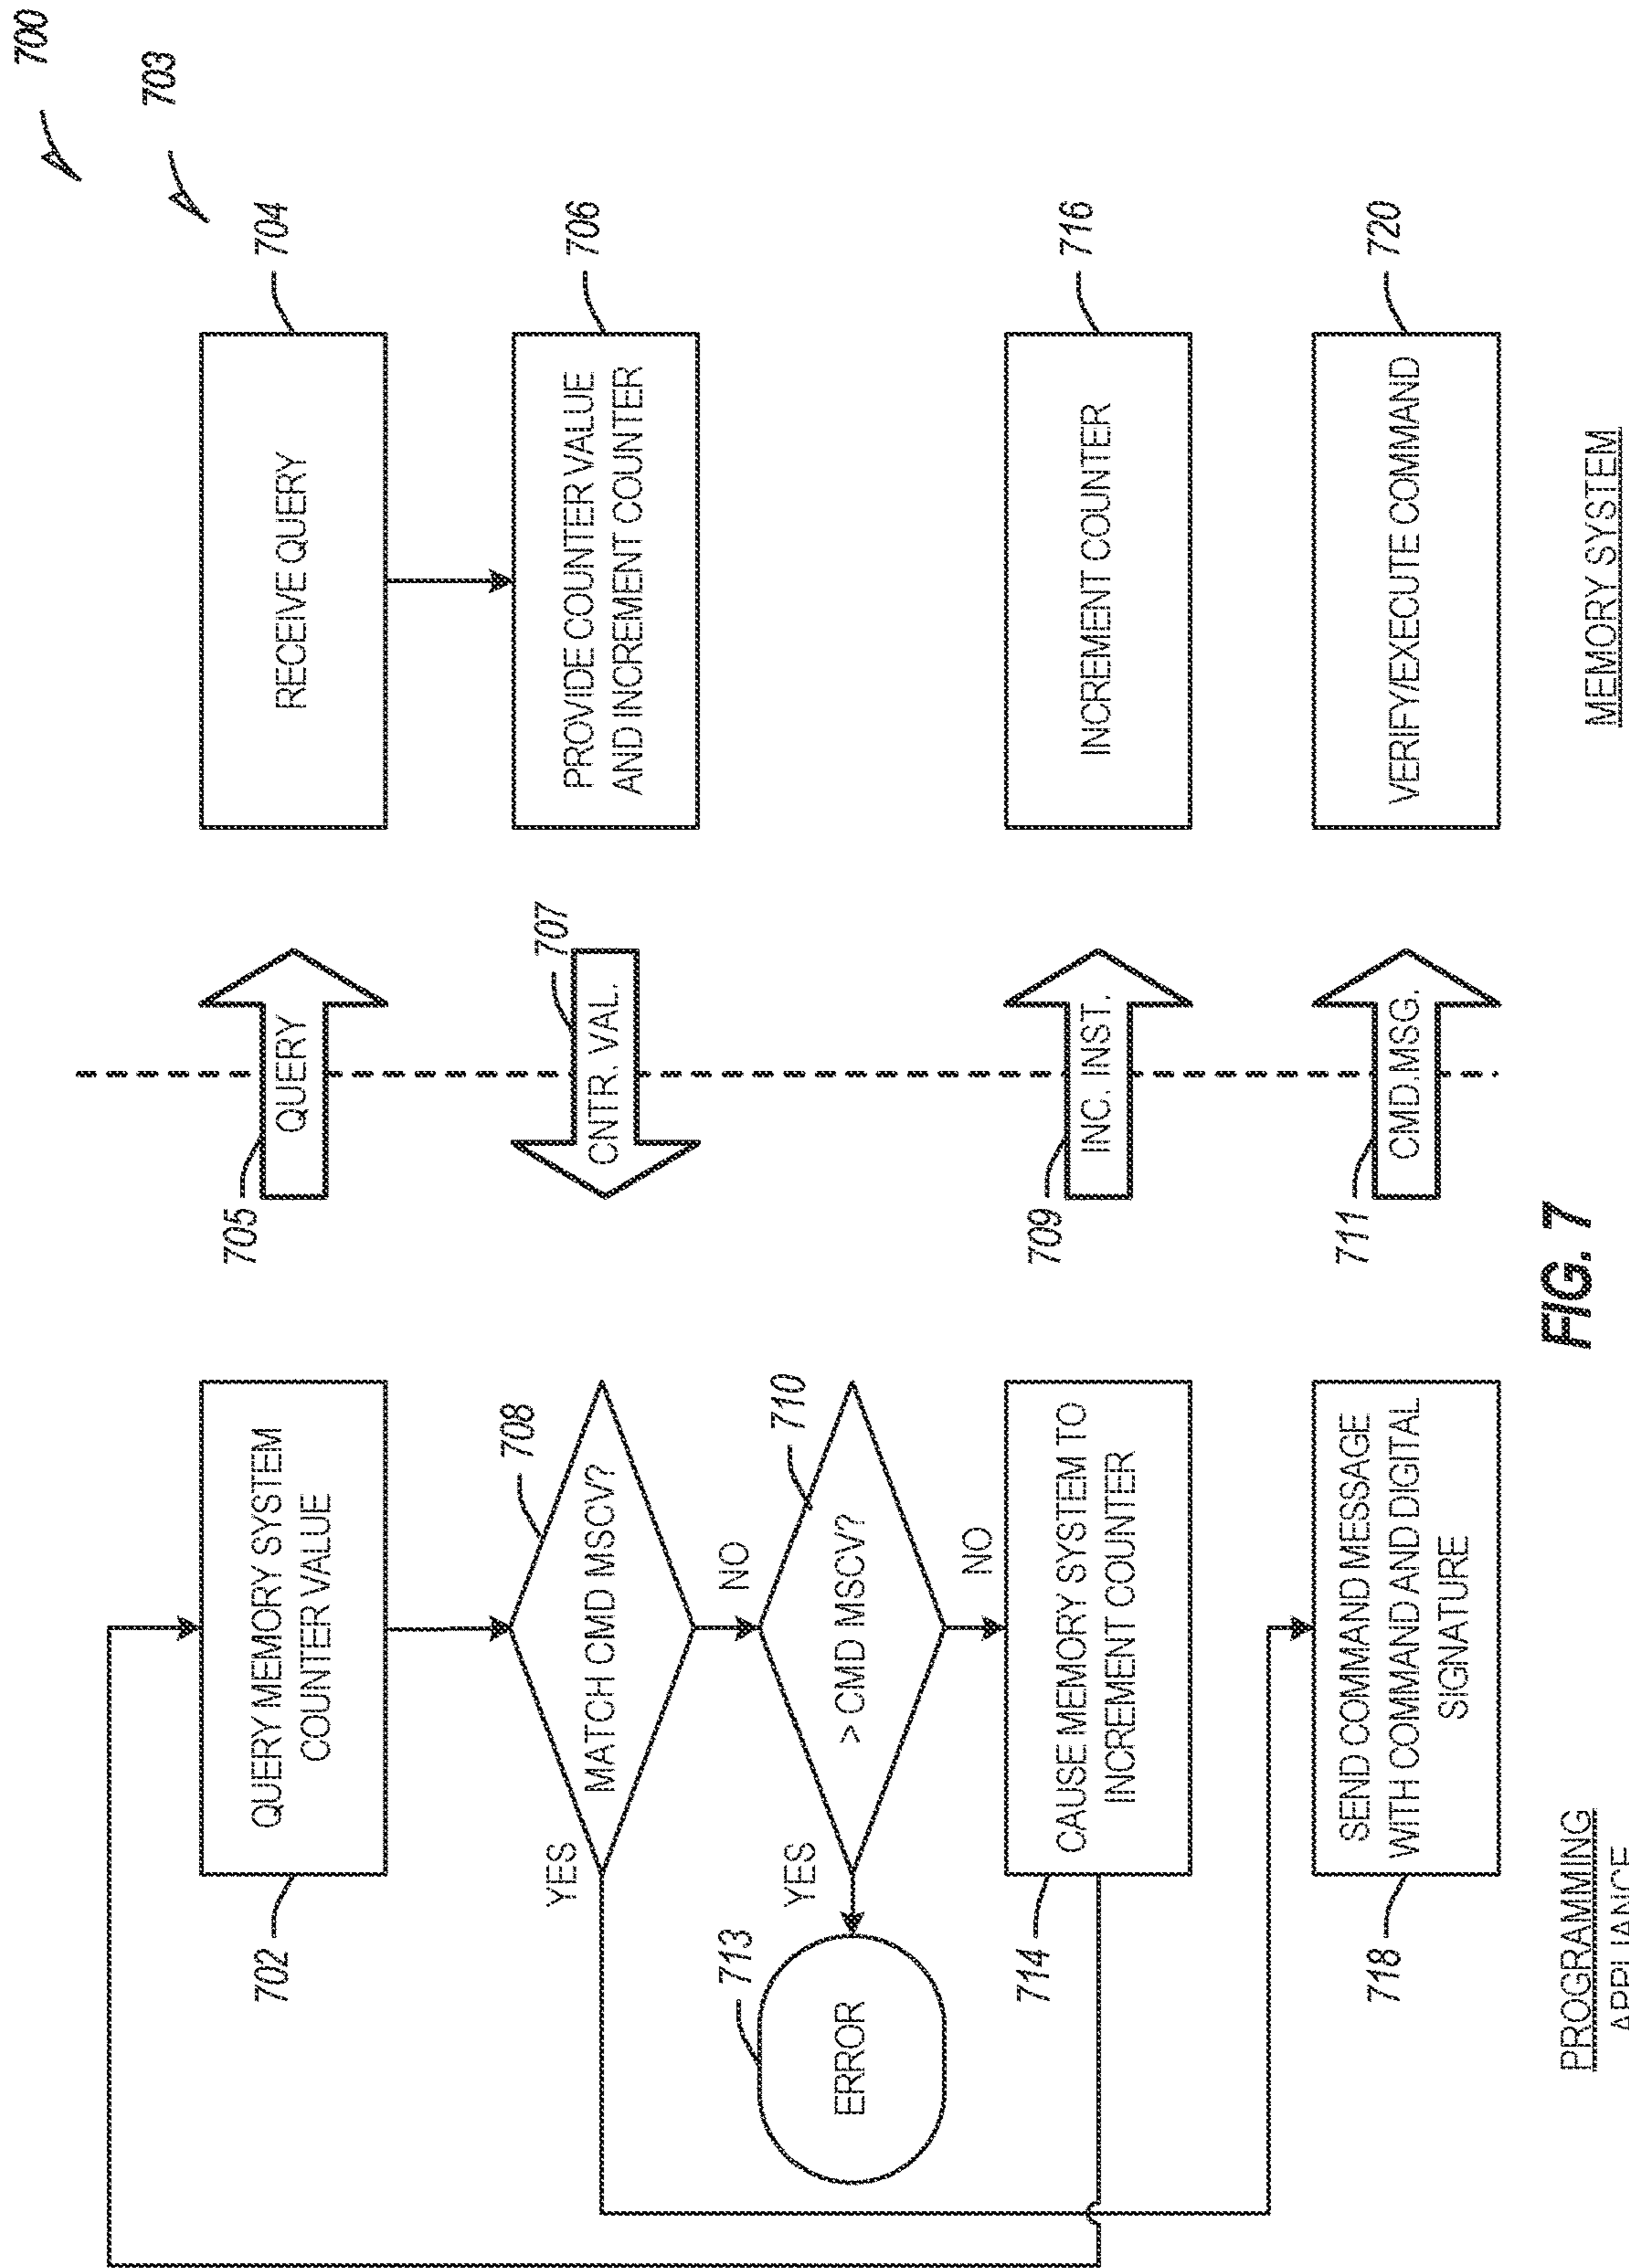 700
703
QUERY MEMORY SYSTEM
COUNTER VALUE
702
705
QUERY
RECEIVE QUERY
704
MATCH CMD MSCV?
708
YES
NO
707
CNTR. VAL.
PROVIDE COUNTER VALUE
AND INCREMENT COUNTER
706
> CMD MSCV?
710
YES
NO
713
ERROR
CAUSE MEMORY SYSTEM TO
INCREMENT COUNTER
714
709
INC. INST.
INCREMENT COUNTER
716
SEND COMMAND MESSAGE
WITH COMMAND AND DIGITAL
SIGNATURE
718
711
CMD.MSG.
VERIFY/EXECUTE COMMAND
720
PROGRAMMING
APPLIANCE
FIG. 7
MEMORY SYSTEM